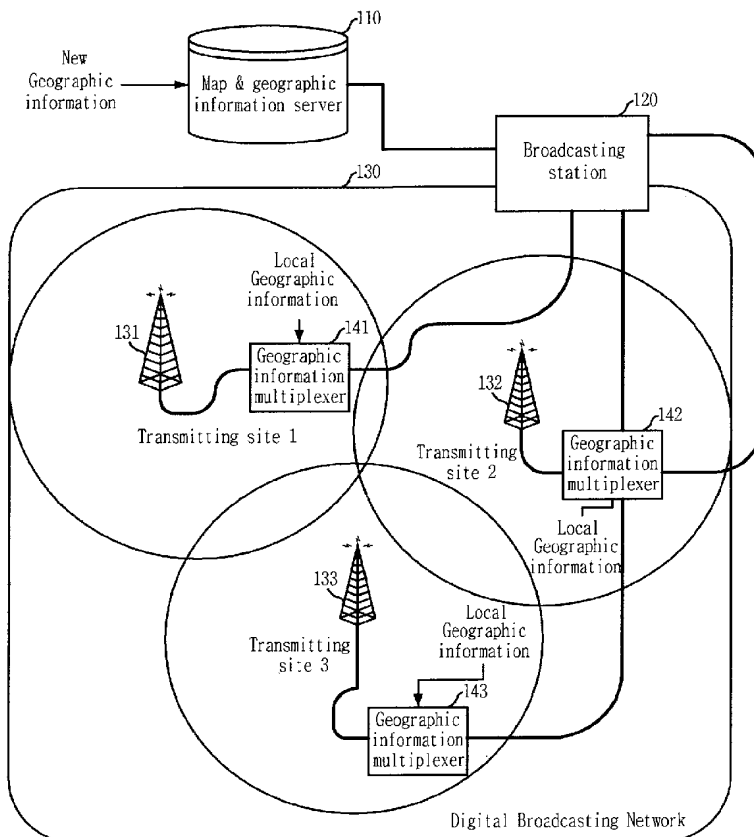 110
New
Geographic
information
Map & geographic
information server
120
Broadcasting
station
130
Local
Geographic
information
131
141
Geographic
information
multiplexer
132
142
Transmitting site 1
Transmitting
site 2
Geographic
information
multiplexer
Local
Geographic
information
133
Local
Geographic
information
Transmitting
site 3
143
Geographic
information
multiplexer
Digital Broadcasting Network